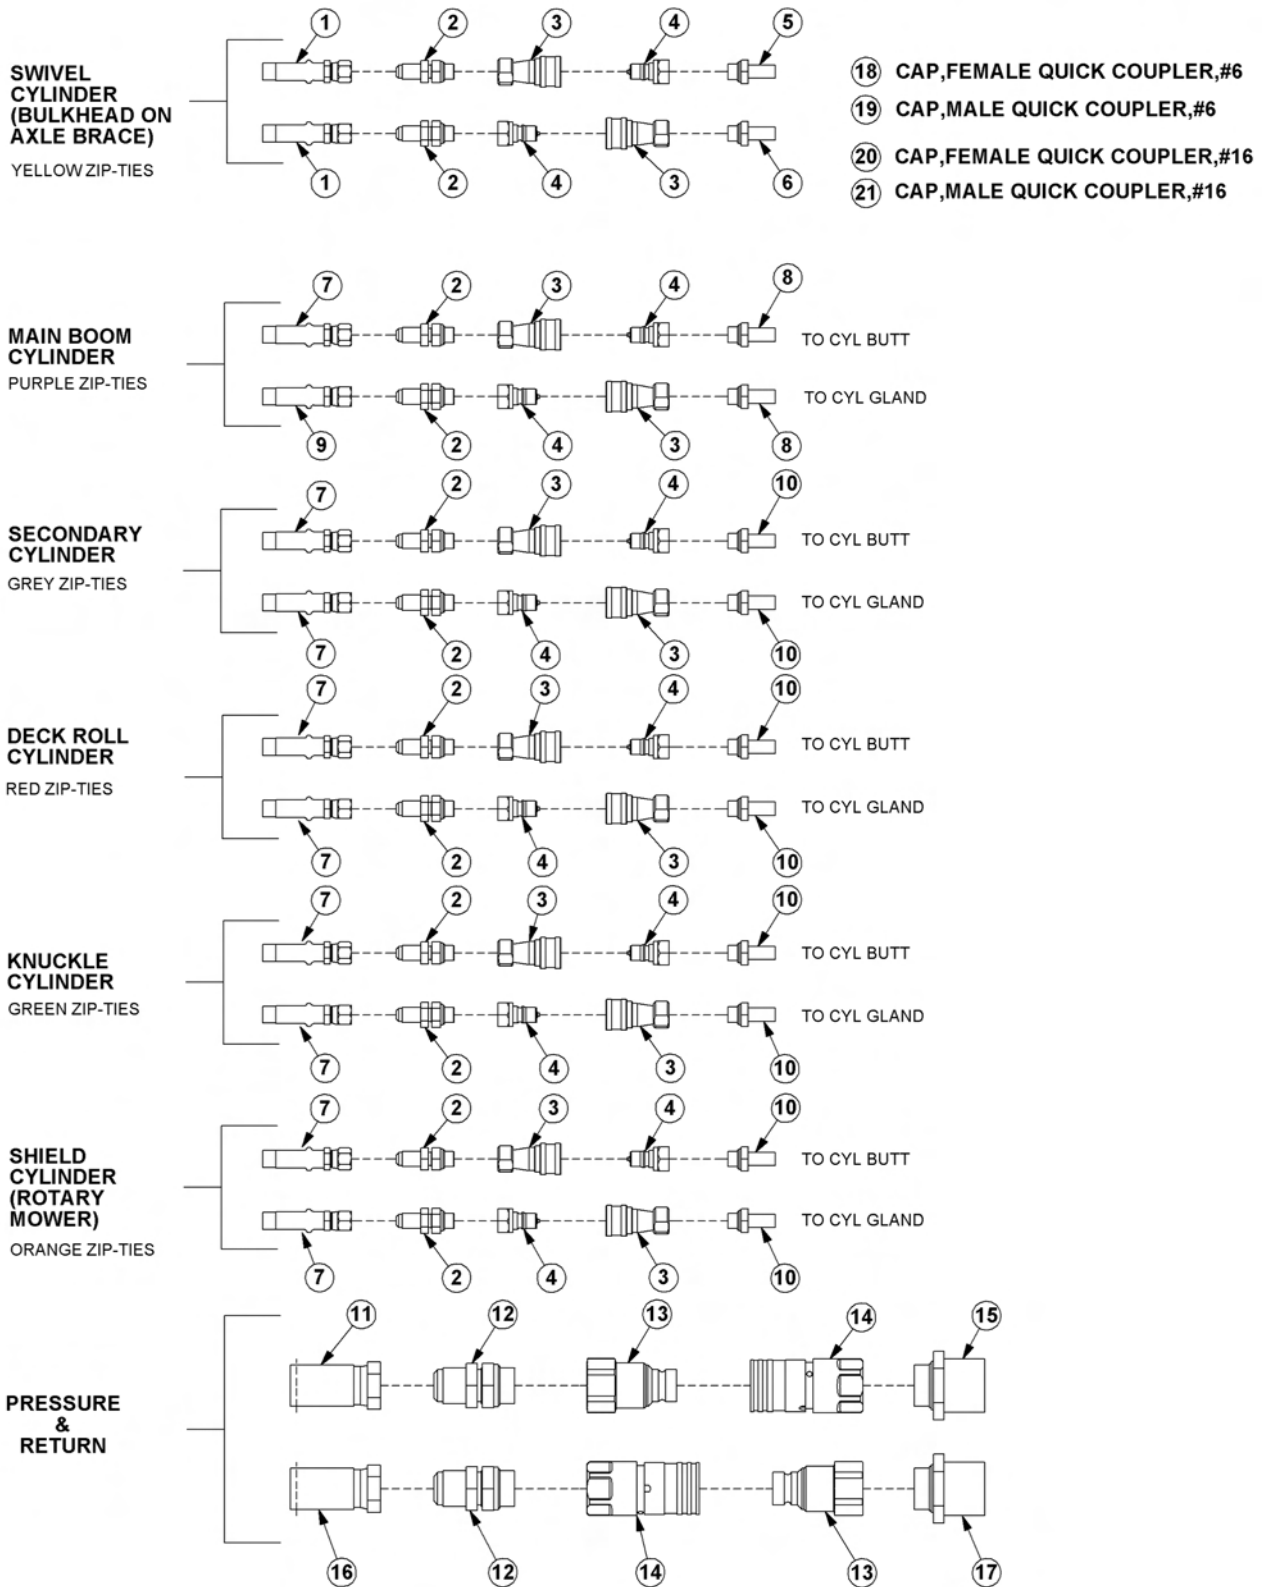 1 2 3 4 5
SWIVEL
CYLINDER
(BULKHEAD ON
AXLE BRACE)
YELLOW ZIP-TIES
1 2 4 3 6
18 CAP,FEMALE QUICK COUPLER,#6
19 CAP,MALE QUICK COUPLER,#6
20 CAP,FEMALE QUICK COUPLER,#16
21 CAP,MALE QUICK COUPLER,#16
7 2 3 4 8
MAIN BOOM
CYLINDER
PURPLE ZIP-TIES
TO CYL BUTT
TO CYL GLAND
9 2 4 3 8
7 2 3 4 10
SECONDARY
CYLINDER
GREY ZIP-TIES
TO CYL BUTT
TO CYL GLAND
7 2 4 3 10
7 2 3 4 10
DECK ROLL
CYLINDER
RED ZIP-TIES
TO CYL BUTT
TO CYL GLAND
7 2 4 3 10
7 2 3 4 10
KNUCKLE
CYLINDER
GREEN ZIP-TIES
TO CYL BUTT
TO CYL GLAND
7 2 4 3 10
7 2 3 4 10
SHIELD
CYLINDER
(ROTARY
MOWER)
ORANGE ZIP-TIES
TO CYL BUTT
TO CYL GLAND
7 2 4 3 10
11 12 13 14 15
PRESSURE
&
RETURN
16 12 14 13 17